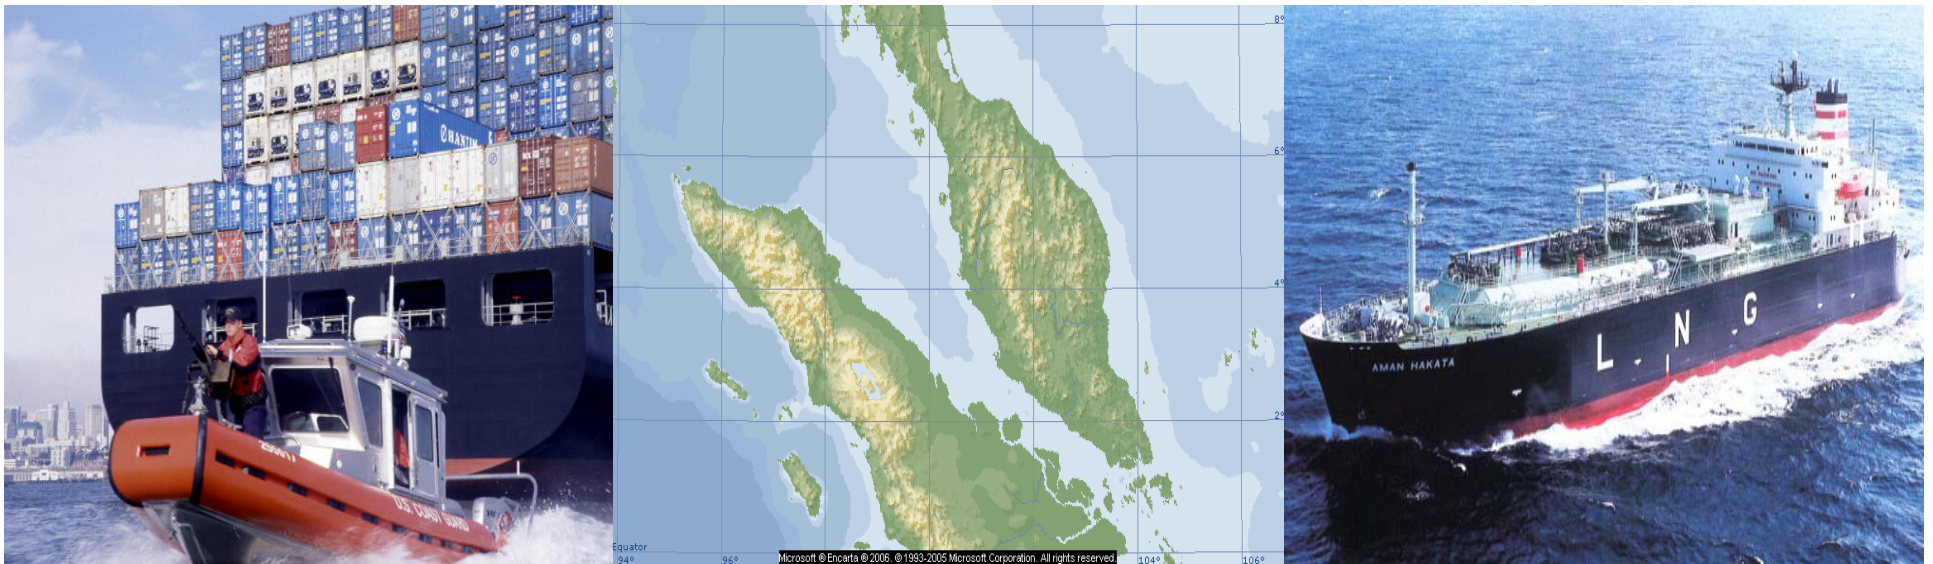 HANJIN
255017
U.S. COAST GUARD
8°
6°
4°
2°
Equator
94°
96°
104°
106°
Microsoft ® Encarta ® 2006. © 1993-2005 Microsoft Corporation. All rights reserved.
L N G
AMAN HAKATA